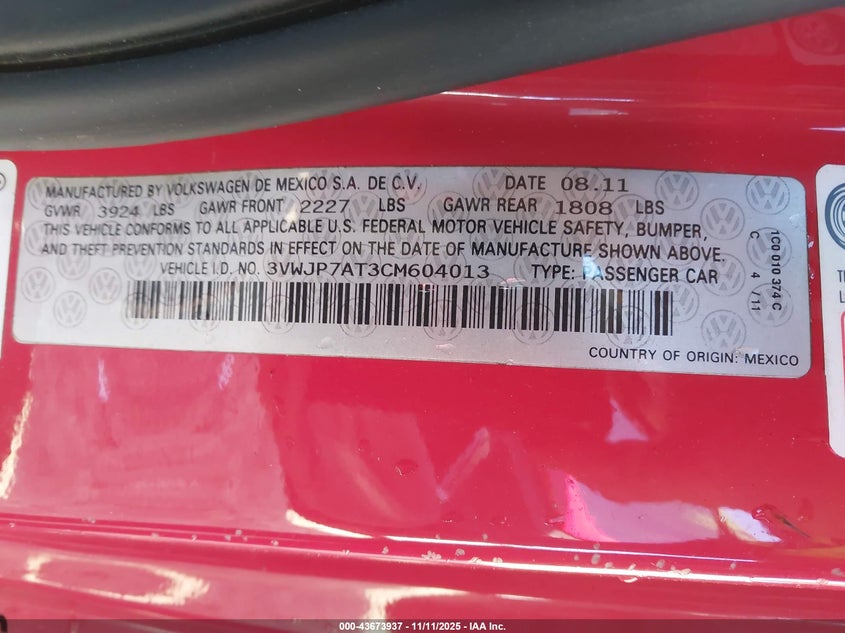 MANUFACTURED BY VOLKSWAGEN DE MEXICO S.A. DE C.V. DATE 08.11
GVWR 3924 LBS GAWR FRONT 2227 LBS GAWR REAR 1808 LBS
THIS VEHICLE CONFORMS TO ALL APPLICABLE U.S. FEDERAL MOTOR VEHICLE SAFETY, BUMPER,
AND THEFT PREVENTION STANDARDS IN EFFECT ON THE DATE OF MANUFACTURE SHOWN ABOVE.
VEHICLE I.D. NO. 3VWJP7AT3CM604013 TYPE: PASSENGER CAR
COUNTRY OF ORIGIN: MEXICO
1C0 010 374 C
C 4 /11
000-43673937 - 11/11/2025 - IAA Inc.